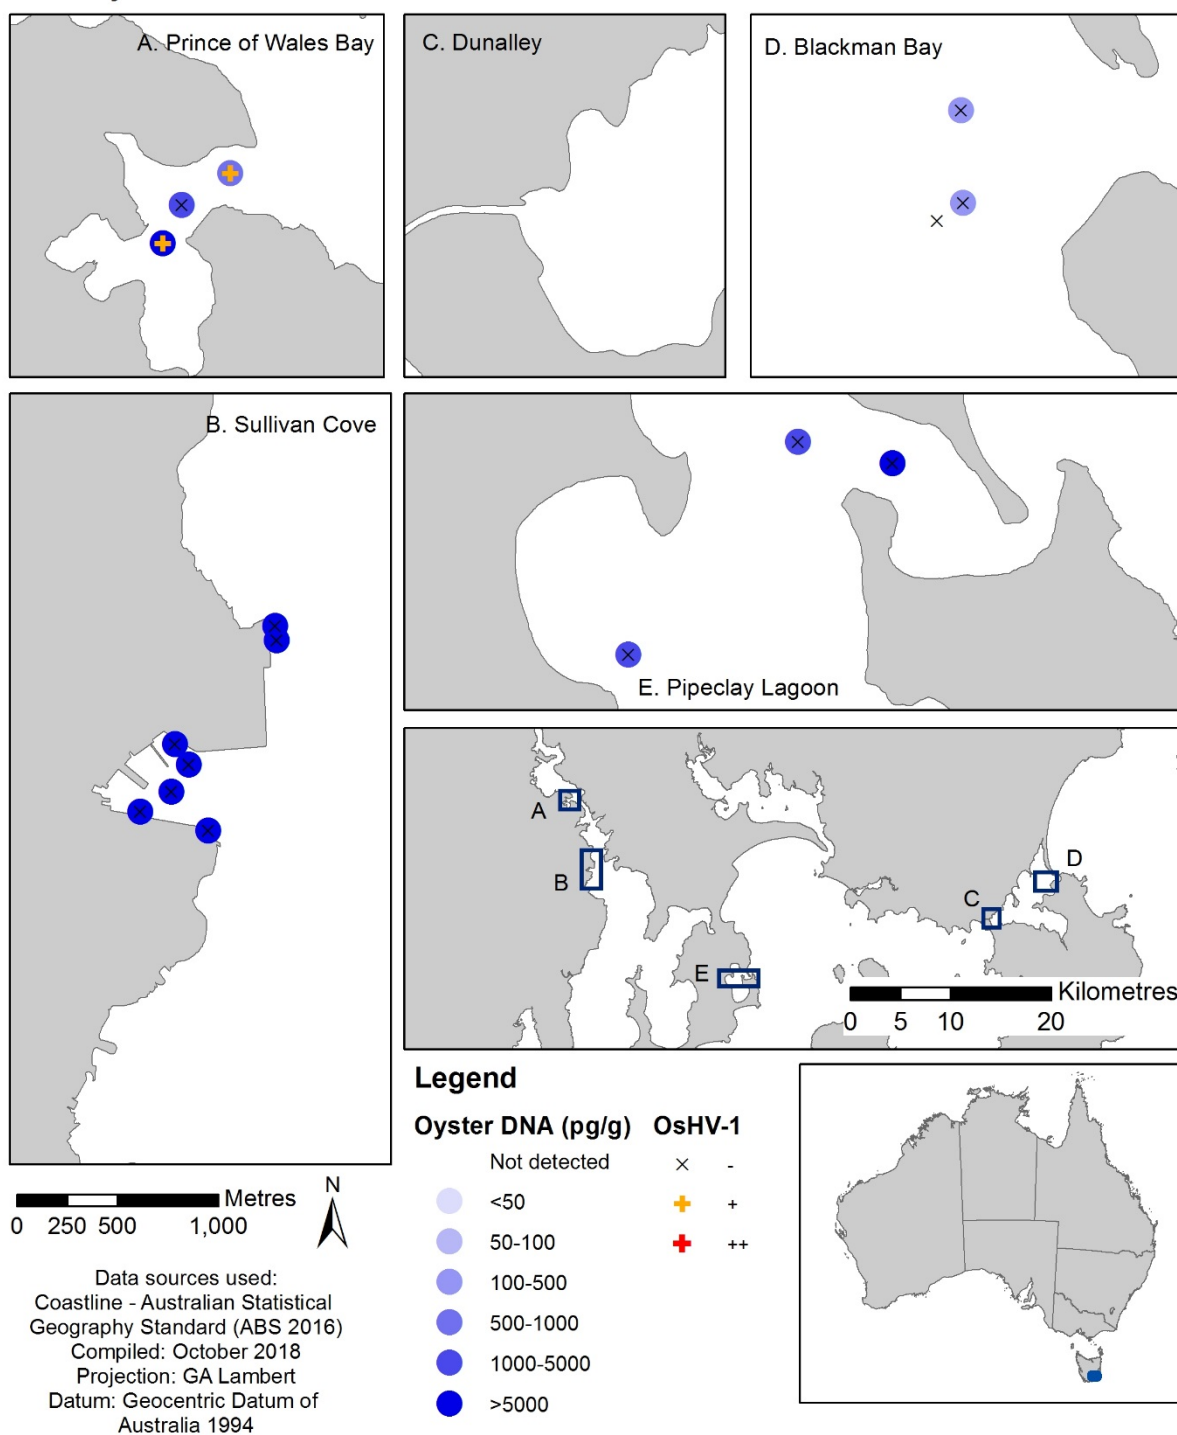 A. Prince of Wales Bay
C. Dunalley
D. Blackman Bay
B. Sullivan Cove
E. Pipeclay Lagoon
A
B
C
D
E
Kilometres
0 5 10 20
Legend
Oyster DNA (pg/g) OsHV-1
Not detected -
<50 +
50-100 ++
100-500
500-1000
1000-5000
>5000
N
Metres
0 250 500 1,000
Data sources used:
Coastline - Australian Statistical
Geography Standard (ABS 2016)
Compiled: October 2018
Projection: GA Lambert
Datum: Geocentric Datum of
Australia 1994